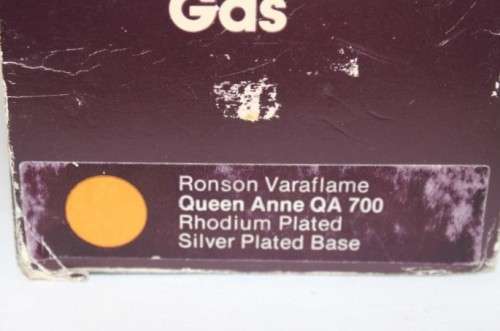 Gas
Ronson Varaflame
Queen Anne QA 700
Rhodium Plated
Silver Plated Base